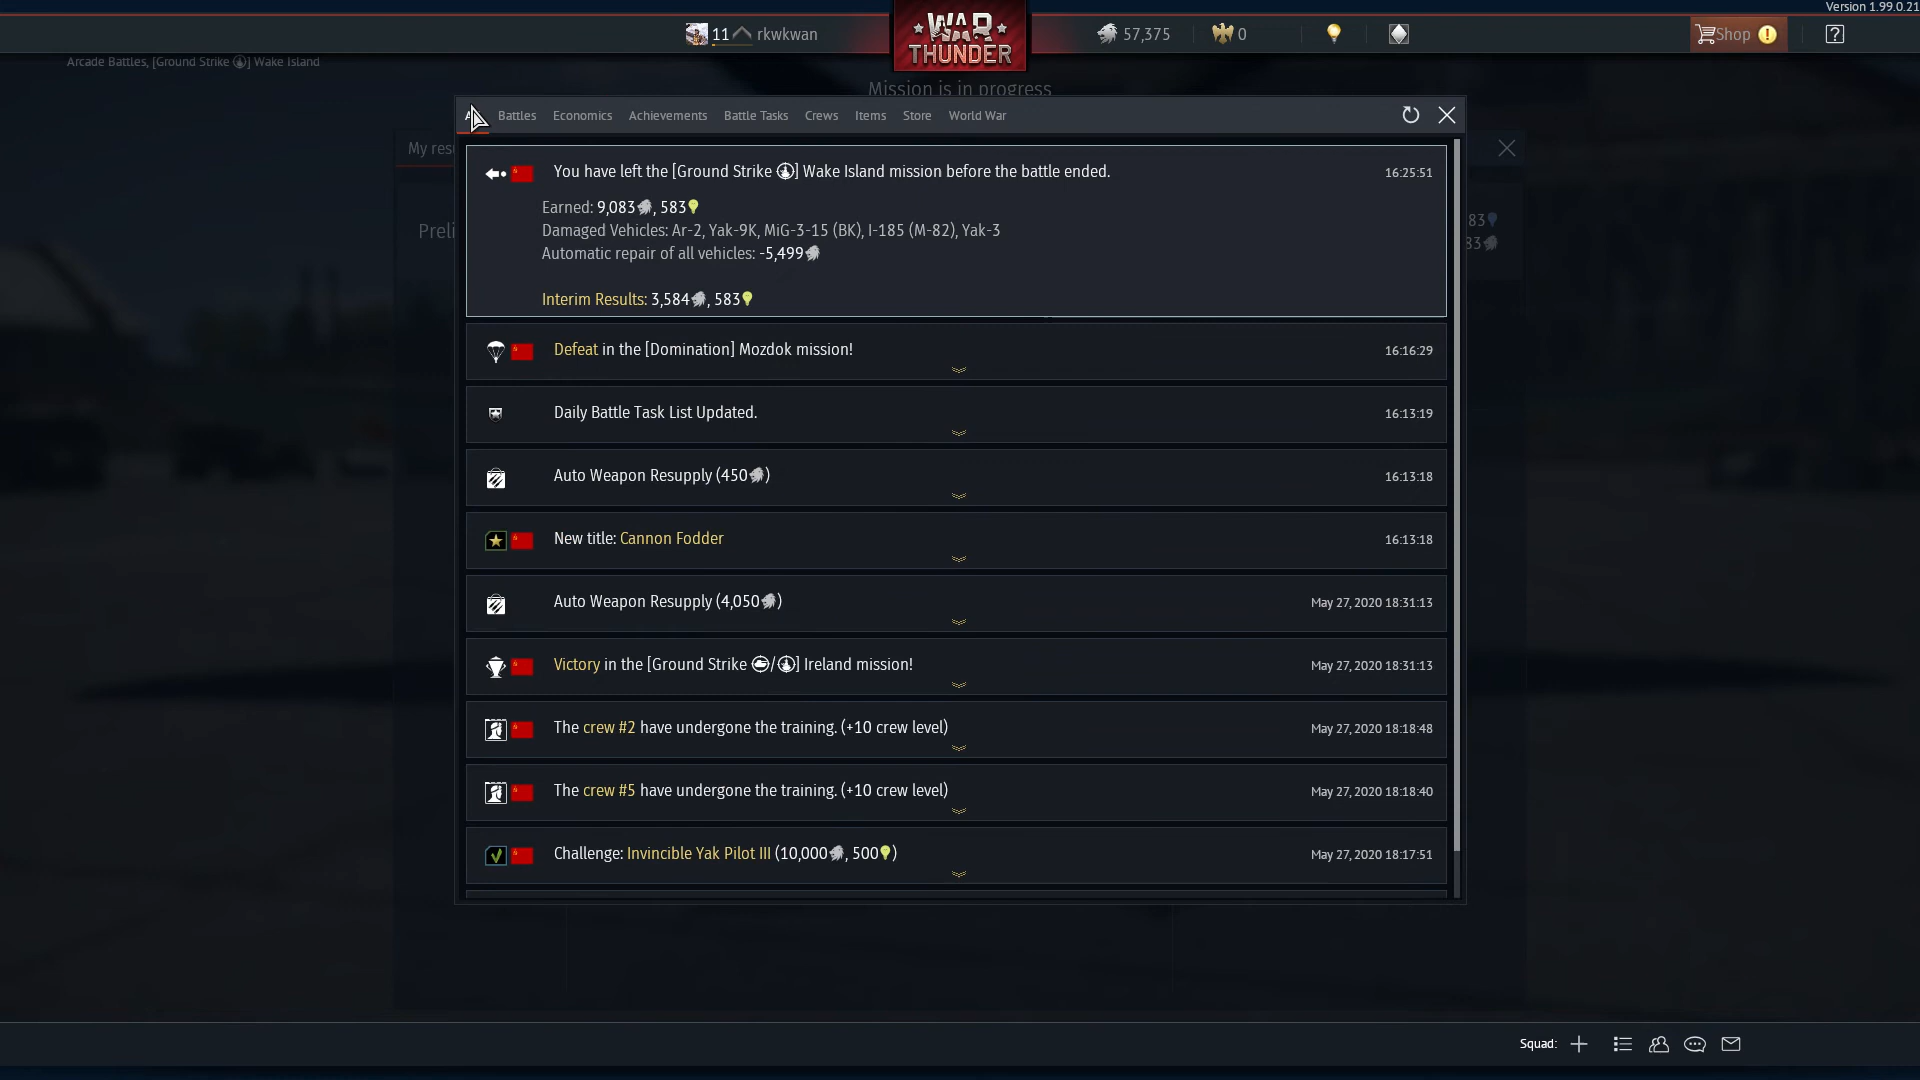 Version 1.99.0.21
11 rkwkwan
WAR THUNDER
57,375
0
Shop
Arcade Battles, [Ground Strike] Wake Island
Mission is in progress
Battles Economics Achievements Battle Tasks Crews Items Store World War
My res
You have left the [Ground Strike] Wake Island mission before the battle ended. 16:25:51
Earned: 9,083, 583
Damaged Vehicles: Ar-2, Yak-9K, MiG-3-15 (BK), I-185 (M-82), Yak-3
Automatic repair of all vehicles: -5,499
Interim Results: 3,584, 583
Preli
83
83
Defeat in the [Domination] Mozdok mission! 16:16:29
Daily Battle Task List Updated. 16:13:19
Auto Weapon Resupply (450) 16:13:18
New title: Cannon Fodder 16:13:18
Auto Weapon Resupply (4,050) May 27, 2020 18:31:13
Victory in the [Ground Strike /] Ireland mission! May 27, 2020 18:31:13
The crew #2 have undergone the training. (+10 crew level) May 27, 2020 18:18:48
The crew #5 have undergone the training. (+10 crew level) May 27, 2020 18:18:40
Challenge: Invincible Yak Pilot III (10,000, 500) May 27, 2020 18:17:51
Squad: